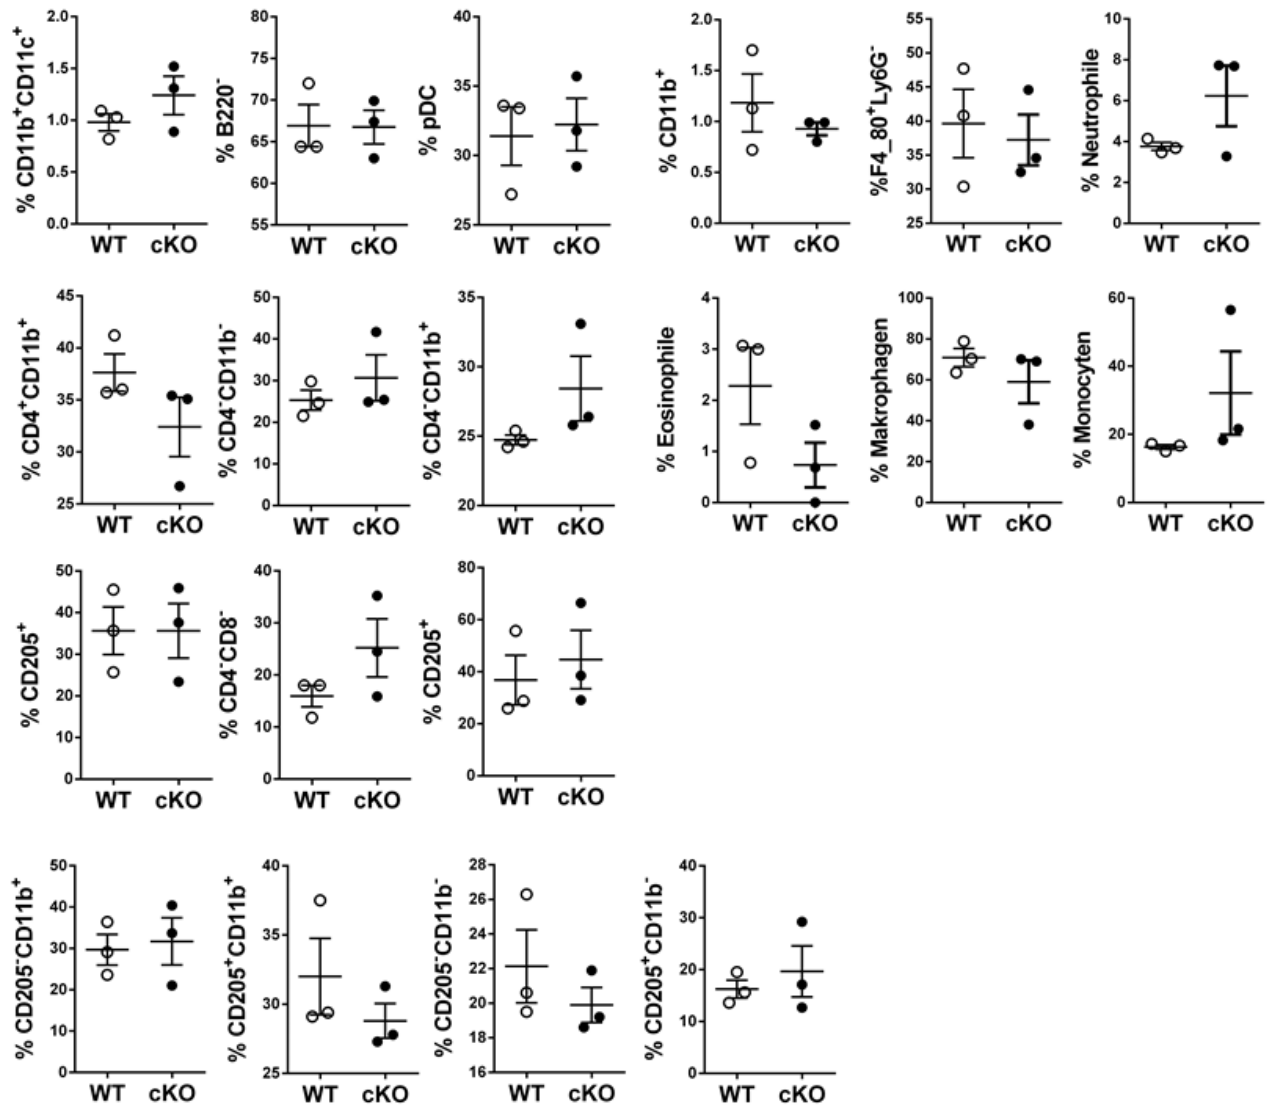 % CD11b+CD11c+
2.0
1.5
1.0
0.5
0.0
WT cKO
% B220-
80
75
70
65
60
55
WT cKO
% pDC
40
35
30
25
WT cKO
% CD11b+
2.0
1.5
1.0
0.5
0.0
WT cKO
%F4_80+Ly6G-
55
50
45
40
35
30
25
WT cKO
% Neutrophile
10
8
6
4
2
0
WT cKO
% CD4+CD11b+
45
40
35
30
25
WT cKO
% CD4-CD11b-
50
40
30
20
10
0
WT cKO
% CD4-CD11b+
35
30
25
20
WT cKO
% Eosinophile
4
3
2
1
0
WT cKO
% Makrophagen
100
80
60
40
20
0
WT cKO
% Monocyten
60
40
20
0
WT cKO
% CD205+
50
40
30
20
10
0
WT cKO
% CD4-CD8-
40
30
20
10
0
WT cKO
% CD205+
80
60
40
20
0
WT cKO
% CD205-CD11b+
50
40
30
20
10
0
WT cKO
% CD205+CD11b+
40
35
30
25
WT cKO
% CD205-CD11b-
28
26
24
22
20
18
16
WT cKO
% CD205+CD11b-
40
30
20
10
0
WT cKO